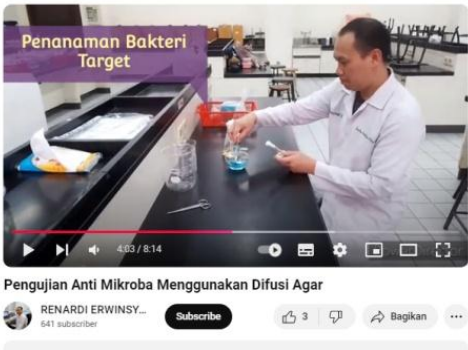 Penanaman Bakteri
Target
4:03 / 8:14
Pengujian Anti Mikroba Menggunakan Difusi Agar
RENARDI ERWINSY...
641 subscriber
Subscribe
3
Bagikan